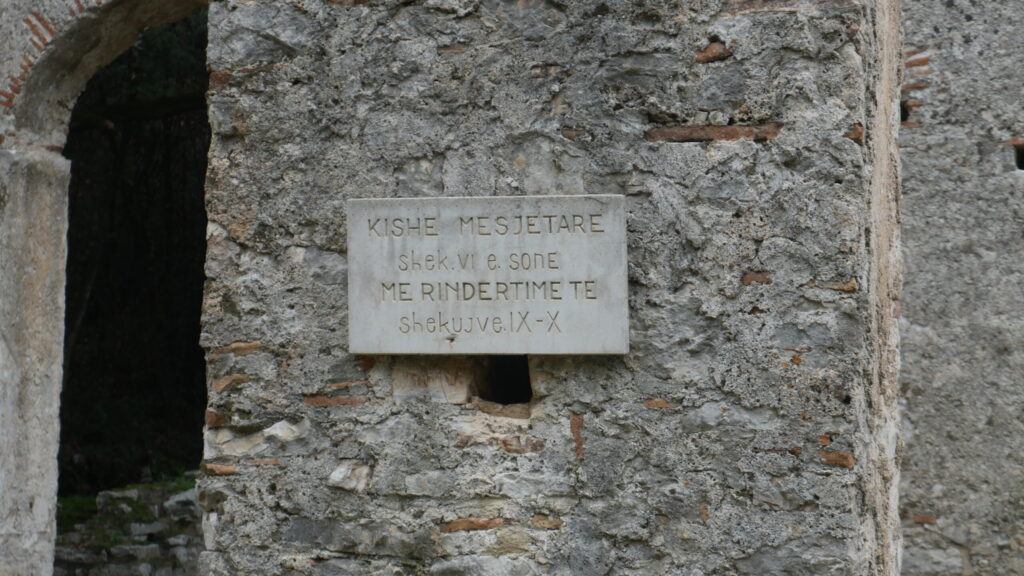 KISHE MESJETARE
shek.VI e. SONE
ME RINDERTIME TE
shekujve.IX-X